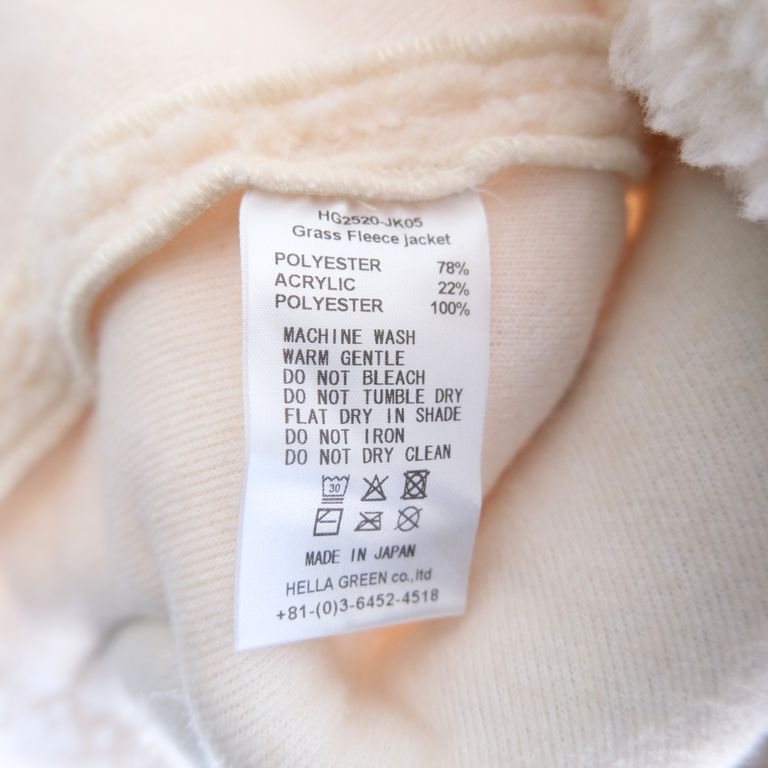 HG2520-JK05
Grass Fleece jacket
POLYESTER 78%
ACRYLIC 22%
POLYESTER 100%
MACHINE WASH
WARM GENTLE
DO NOT BLEACH
DO NOT TUMBLE DRY
FLAT DRY IN SHADE
DO NOT IRON
DO NOT DRY CLEAN
30
MADE IN JAPAN
HELLA GREEN co.,ltd
+81-(0)3-6452-4518